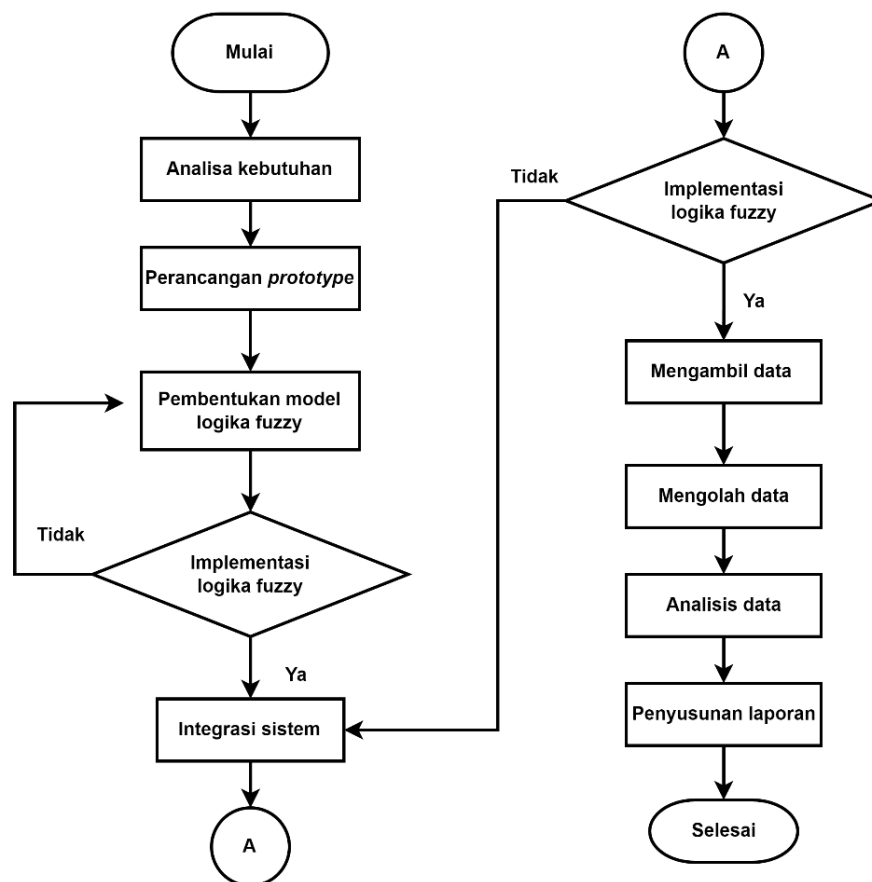 Mulai
Analisa kebutuhan
Perancangan prototype
Pembentukan model
logika fuzzy
Tidak
Implementasi
logika fuzzy
Ya
Integrasi sistem
A
A
Tidak
Implementasi
logika fuzzy
Ya
Mengambil data
Mengolah data
Analisis data
Penyusunan laporan
Selesai